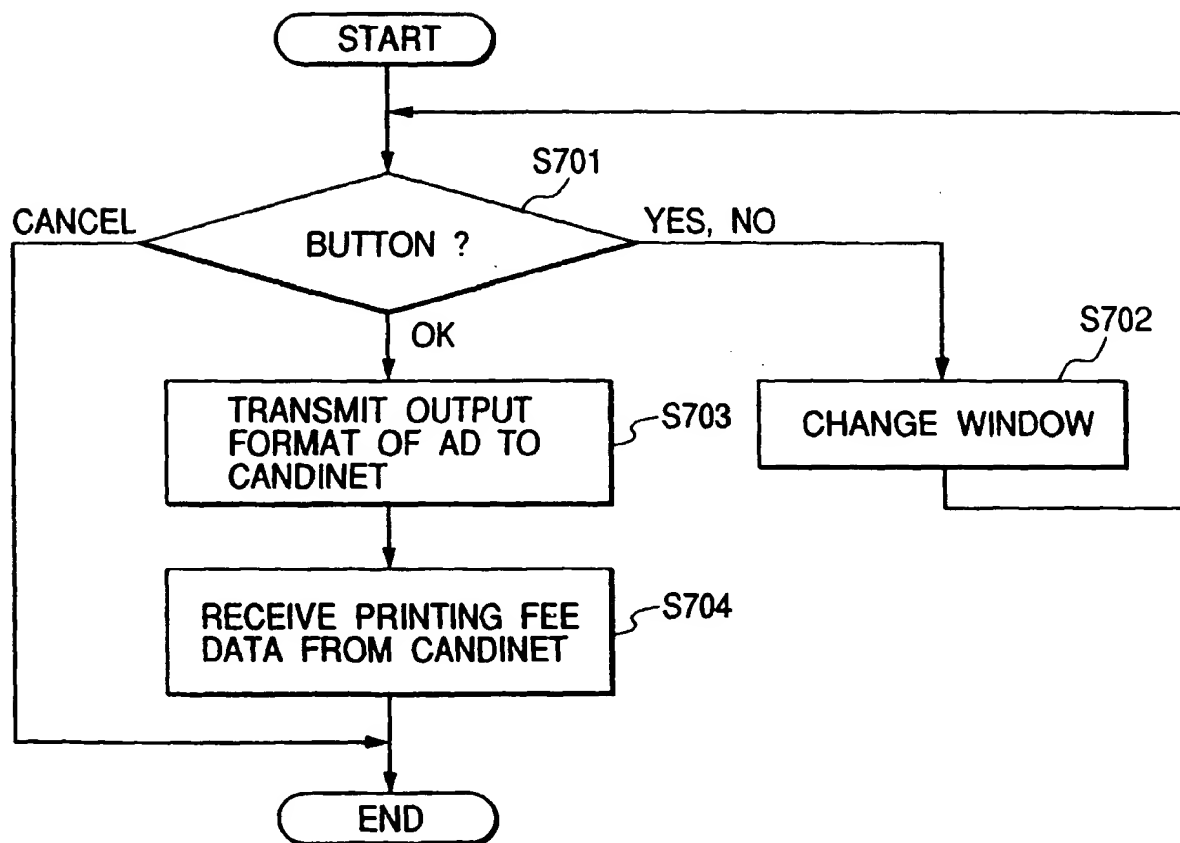 START
S701
CANCEL
BUTTON ?
YES, NO
OK
S702
TRANSMIT OUTPUT
FORMAT OF AD TO
CANDINET
S703
CHANGE WINDOW
RECEIVE PRINTING FEE
DATA FROM CANDINET
S704
END